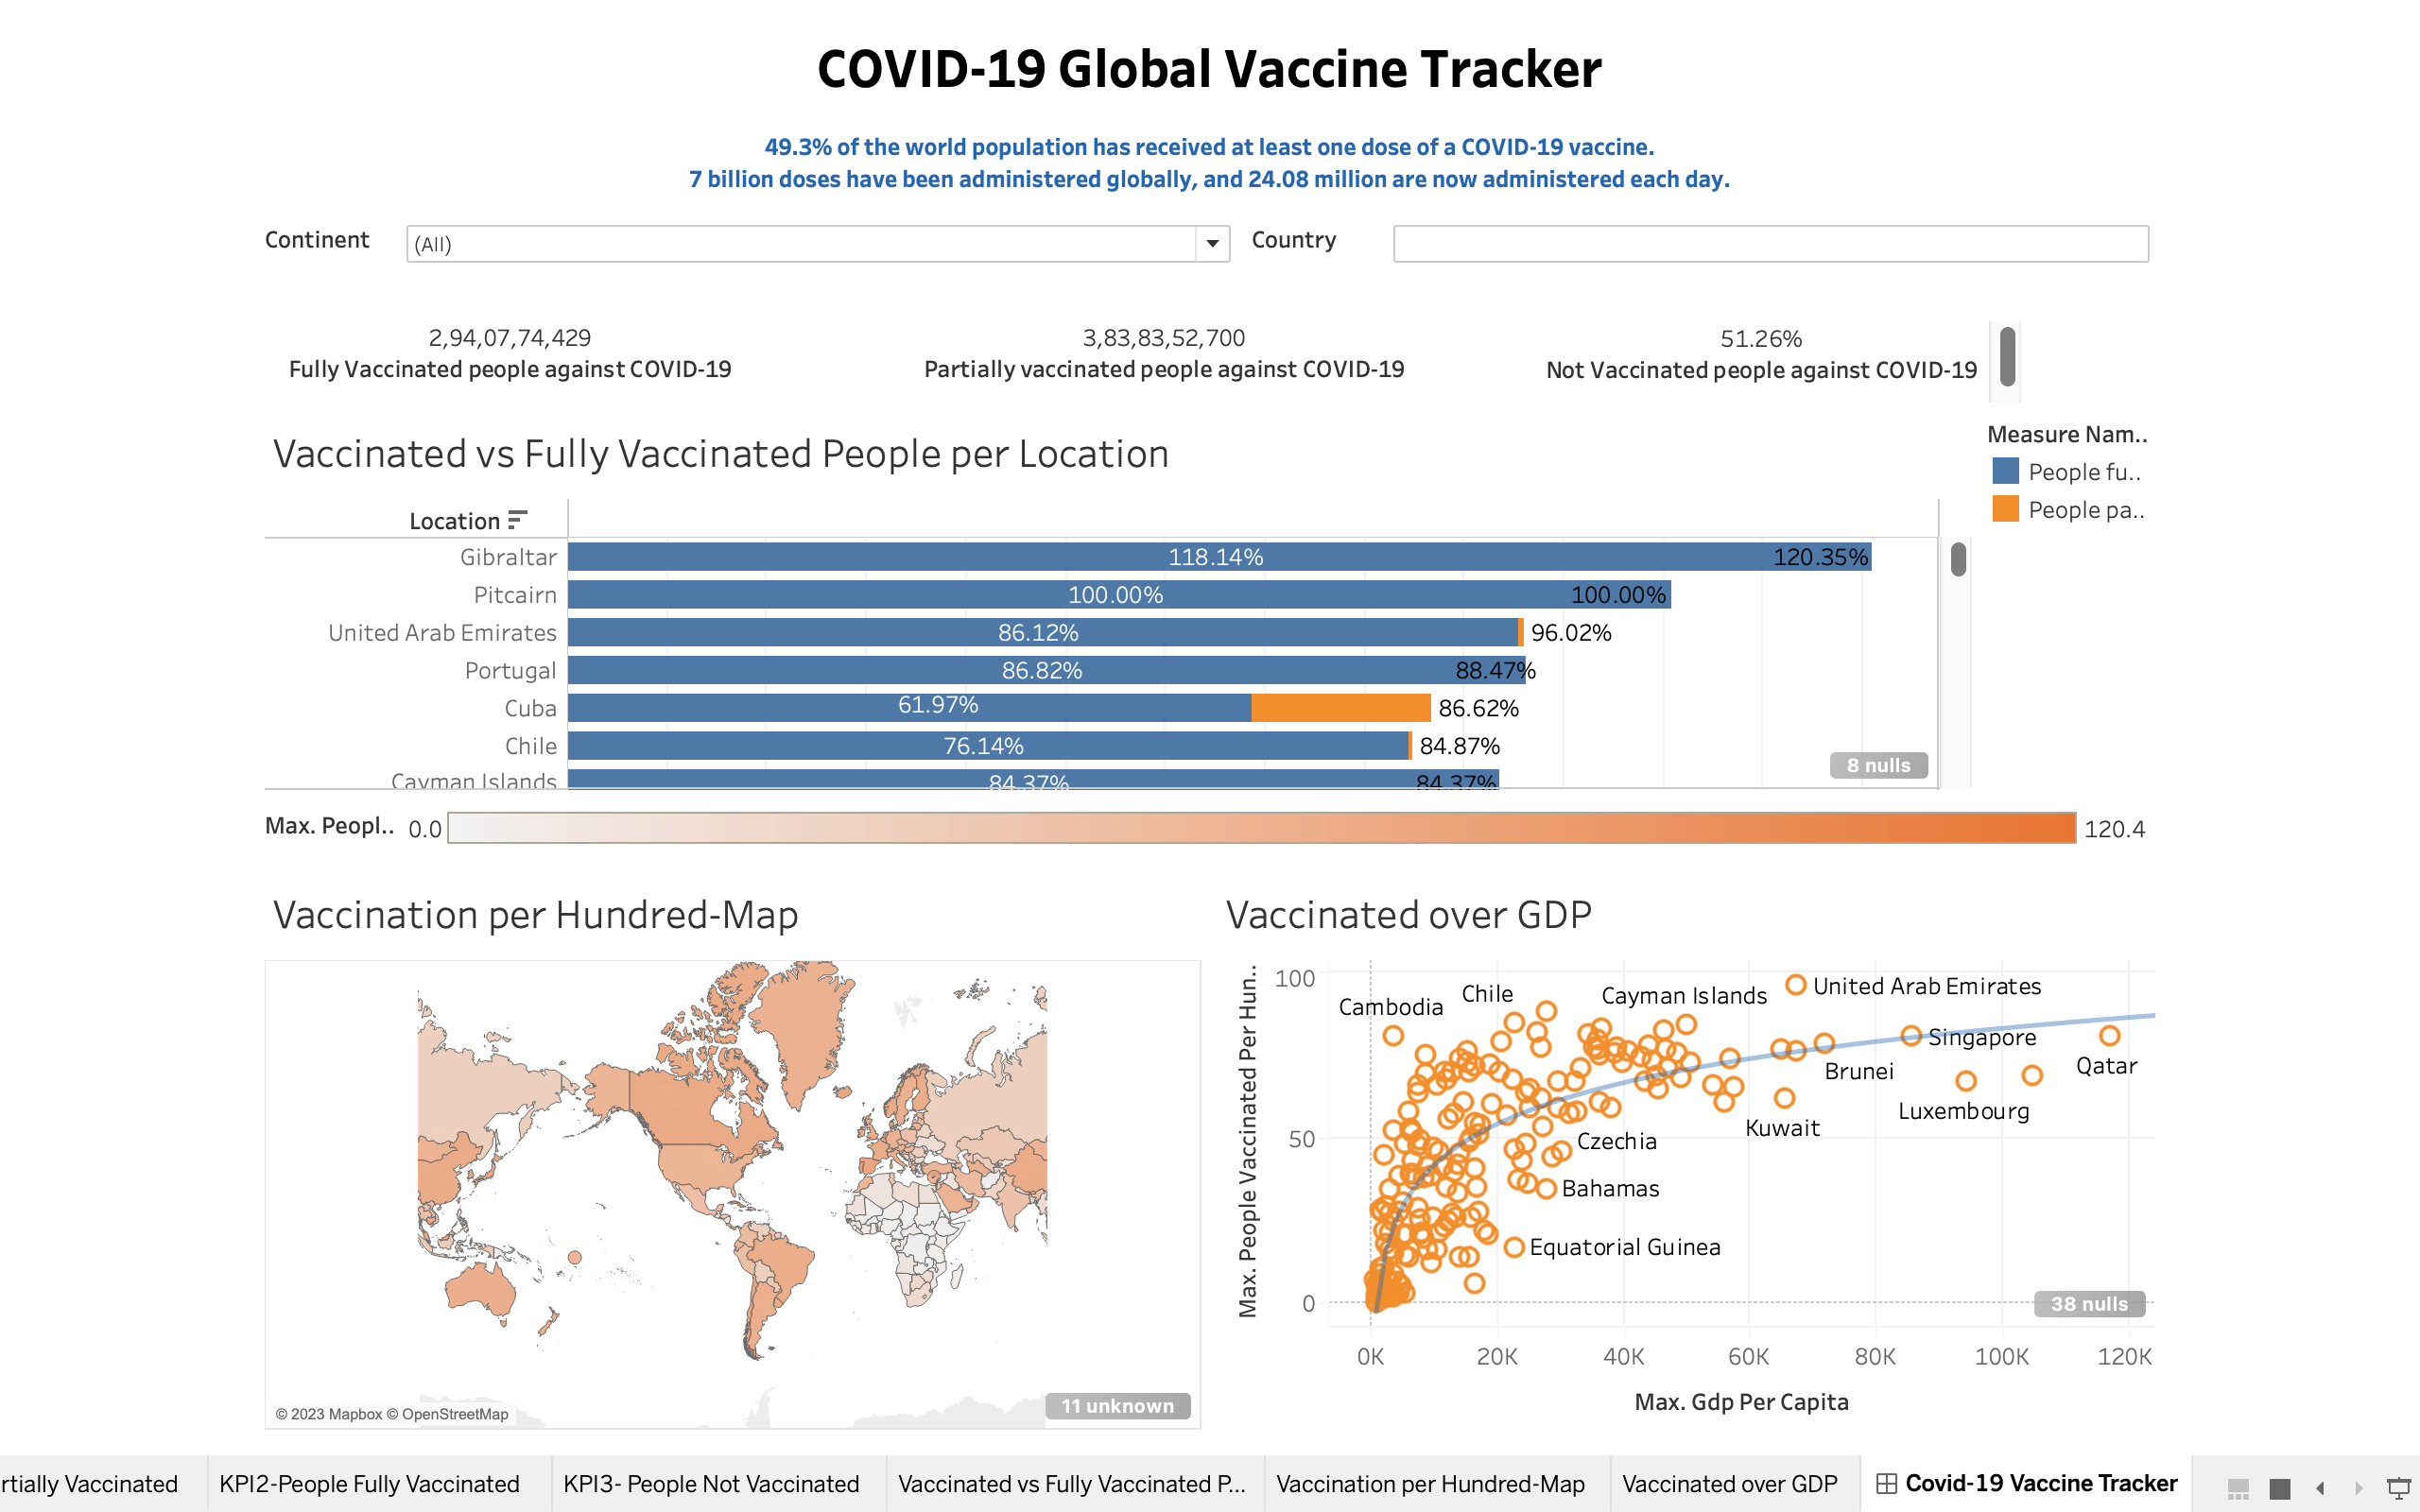 COVID-19 Global Vaccine Tracker
49.3% of the world population has received at least one dose of a COVID-19 vaccine.
7 billion doses have been administered globally, and 24.08 million are now administered each day.
Continent
(All)
Country
2,94,07,74,429
Fully Vaccinated people against COVID-19
3,83,83,52,700
Partially vaccinated people against COVID-19
51.26%
Not Vaccinated people against COVID-19
Vaccinated vs Fully Vaccinated People per Location
Measure Nam..
People fu..
People pa..
Location
Gibraltar 118.14% 120.35%
Pitcairn 100.00% 100.00%
United Arab Emirates 86.12% 96.02%
Portugal 86.82% 88.47%
Cuba 61.97% 86.62%
Chile 76.14% 84.87%
Cayman Islands 84.37% 84.37%
8 nulls
Max. Peopl.. 0.0 120.4
Vaccination per Hundred-Map
© 2023 Mapbox © OpenStreetMap
11 unknown
Vaccinated over GDP
Max. People Vaccinated Per Hun..
100
50
0
Cambodia
Chile
Cayman Islands
United Arab Emirates
Singapore
Qatar
Brunei
Luxembourg
Kuwait
Czechia
Bahamas
Equatorial Guinea
38 nulls
0K 20K 40K 60K 80K 100K 120K
Max. Gdp Per Capita
rtially Vaccinated
KPI2-People Fully Vaccinated
KPI3- People Not Vaccinated
Vaccinated vs Fully Vaccinated P...
Vaccination per Hundred-Map
Vaccinated over GDP
Covid-19 Vaccine Tracker